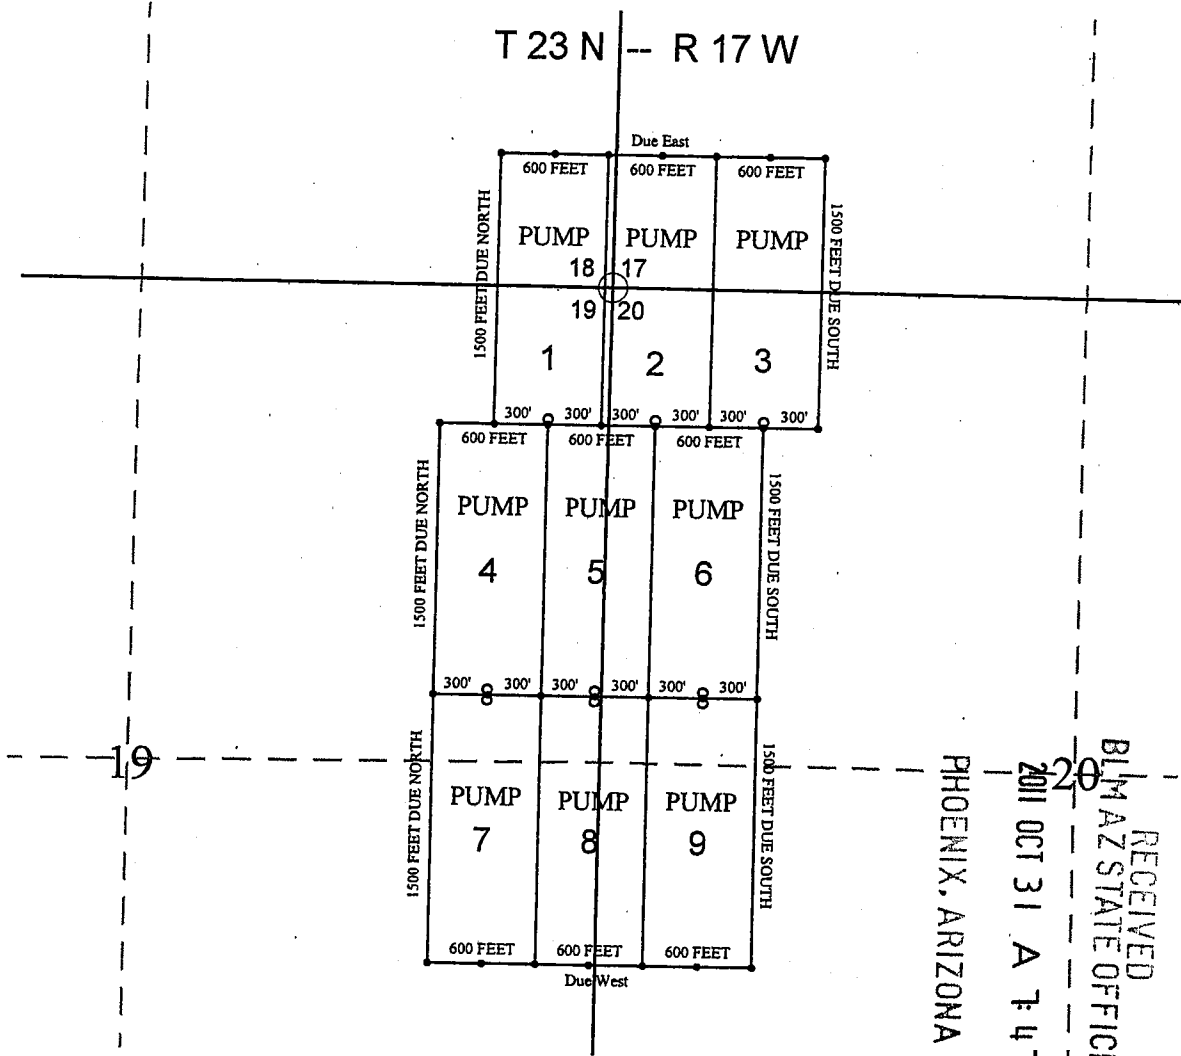 T 23 N -- R 17 W
Due East
600 FEET 600 FEET 600 FEET
1500 FEET DUE NORTH
1500 FEET DUE SOUTH
PUMP PUMP PUMP
18 17
19 20
1 2 3
300' 300' 300' 300' 300' 300'
600 FEET 600 FEET 600 FEET
1500 FEET DUE NORTH
1500 FEET DUE SOUTH
PUMP PUMP PUMP
4 5 6
300' 300' 300' 300' 300' 300'
1500 FEET DUE NORTH
1500 FEET DUE SOUTH
19
20
PUMP PUMP PUMP
7 8 9
600 FEET 600 FEET 600 FEET
Due West
RECEIVED
BLM AZ STATE OFFICE
2011 OCT 31 A 7:4
PHOENIX, ARIZONA